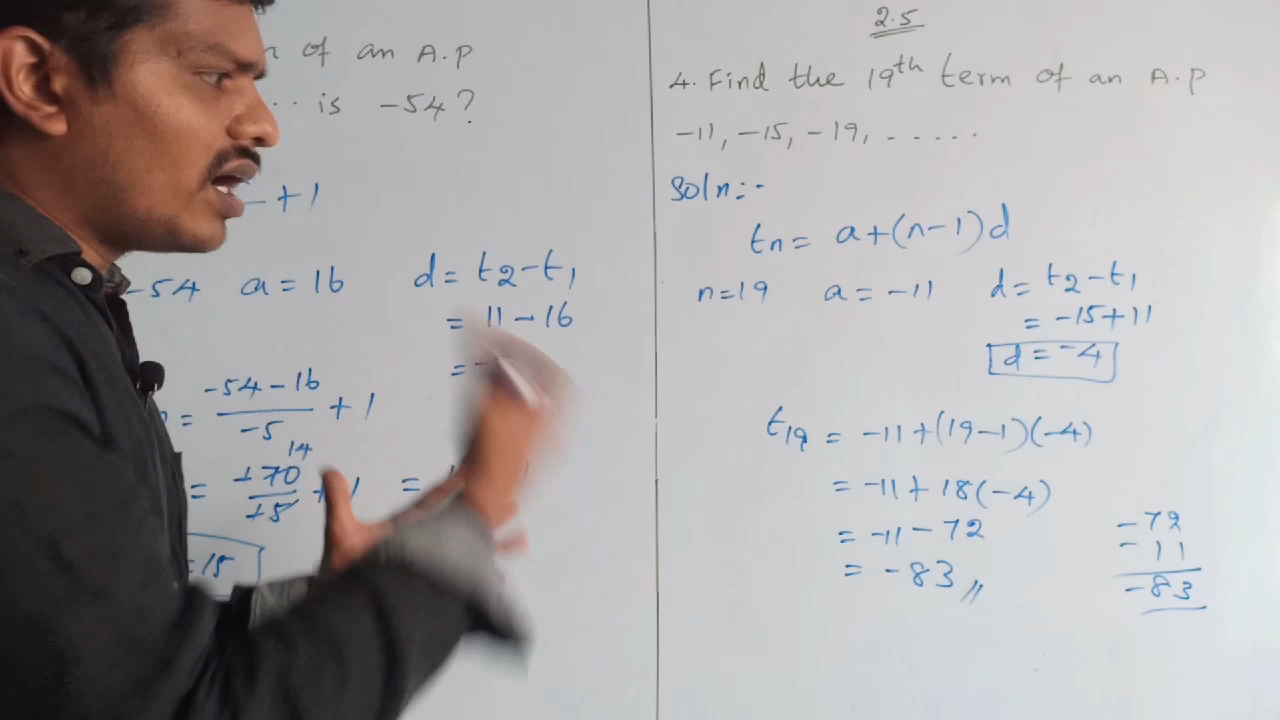 of an A.P
is -54?
+1
-54 a = 16 d = t2-t1
= 11-16
= -
= -54-16/-5 + 1
14
= +70/+5 + 1 =
=15
2.5
4. Find the 19th term of an A.P
-11, -15, -19, .....
Soln:-
tn = a+(n-1)d
n=19 a = -11 d = t2-t1
= -15+11
d = -4
t19 = -11+(19-1)(-4)
= -11+18(-4)
= -11-72
= -83 //
-72
-11
-83